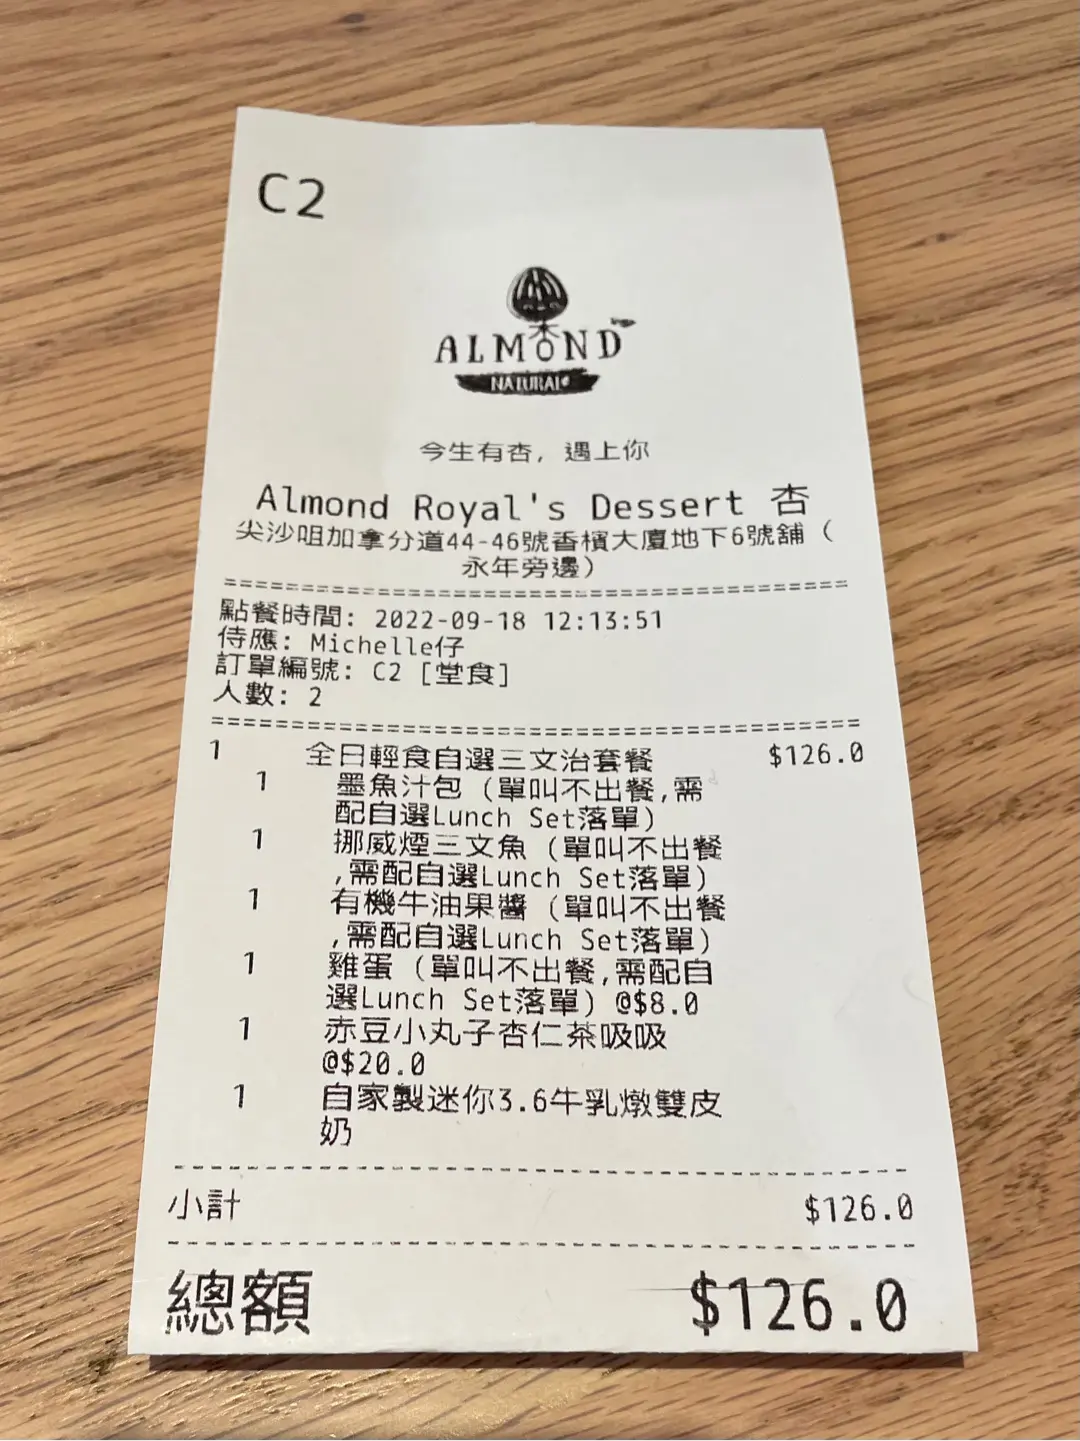 C2
ALMOND
NATURAL
今生有杏, 遇上你
Almond Royal's Dessert 杏
尖沙咀加拿分道44-46號香檳大廈地下6號舖 (
永年旁邊)
點餐時間: 2022-09-18 12:13:51
侍應: Michelle仔
訂單編號: C2 [堂食]
人數: 2
1 全日輕食自選三文治套餐 $126.0
1 墨魚汁包 (單叫不出餐,需
配自選Lunch Set落單)
1 挪威煙三文魚 (單叫不出餐
,需配自選Lunch Set落單)
1 有機牛油果醬 (單叫不出餐
,需配自選Lunch Set落單)
1 雞蛋 (單叫不出餐,需配自
選Lunch Set落單) @$8.0
1 赤豆小丸子杏仁茶吸吸
@$20.0
1 自家製迷你3.6牛乳燉雙皮
奶
小計 $126.0
總額 $126.0